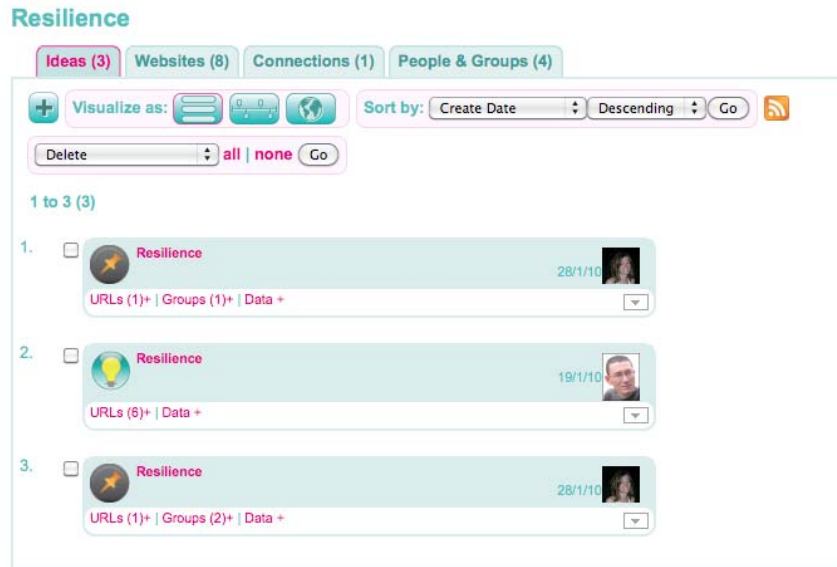 Resilience
Ideas (3) Websites (8) Connections (1) People & Groups (4)
Visualize as: Sort by: Create Date Descending Go
Delete all | none Go
1 to 3 (3)
1. Resilience
28/1/10
URLs (1)+ | Groups (1)+ | Data +
2. Resilience
19/1/10
URLs (6)+ | Data +
3. Resilience
28/1/10
URLs (1)+ | Groups (2)+ | Data +